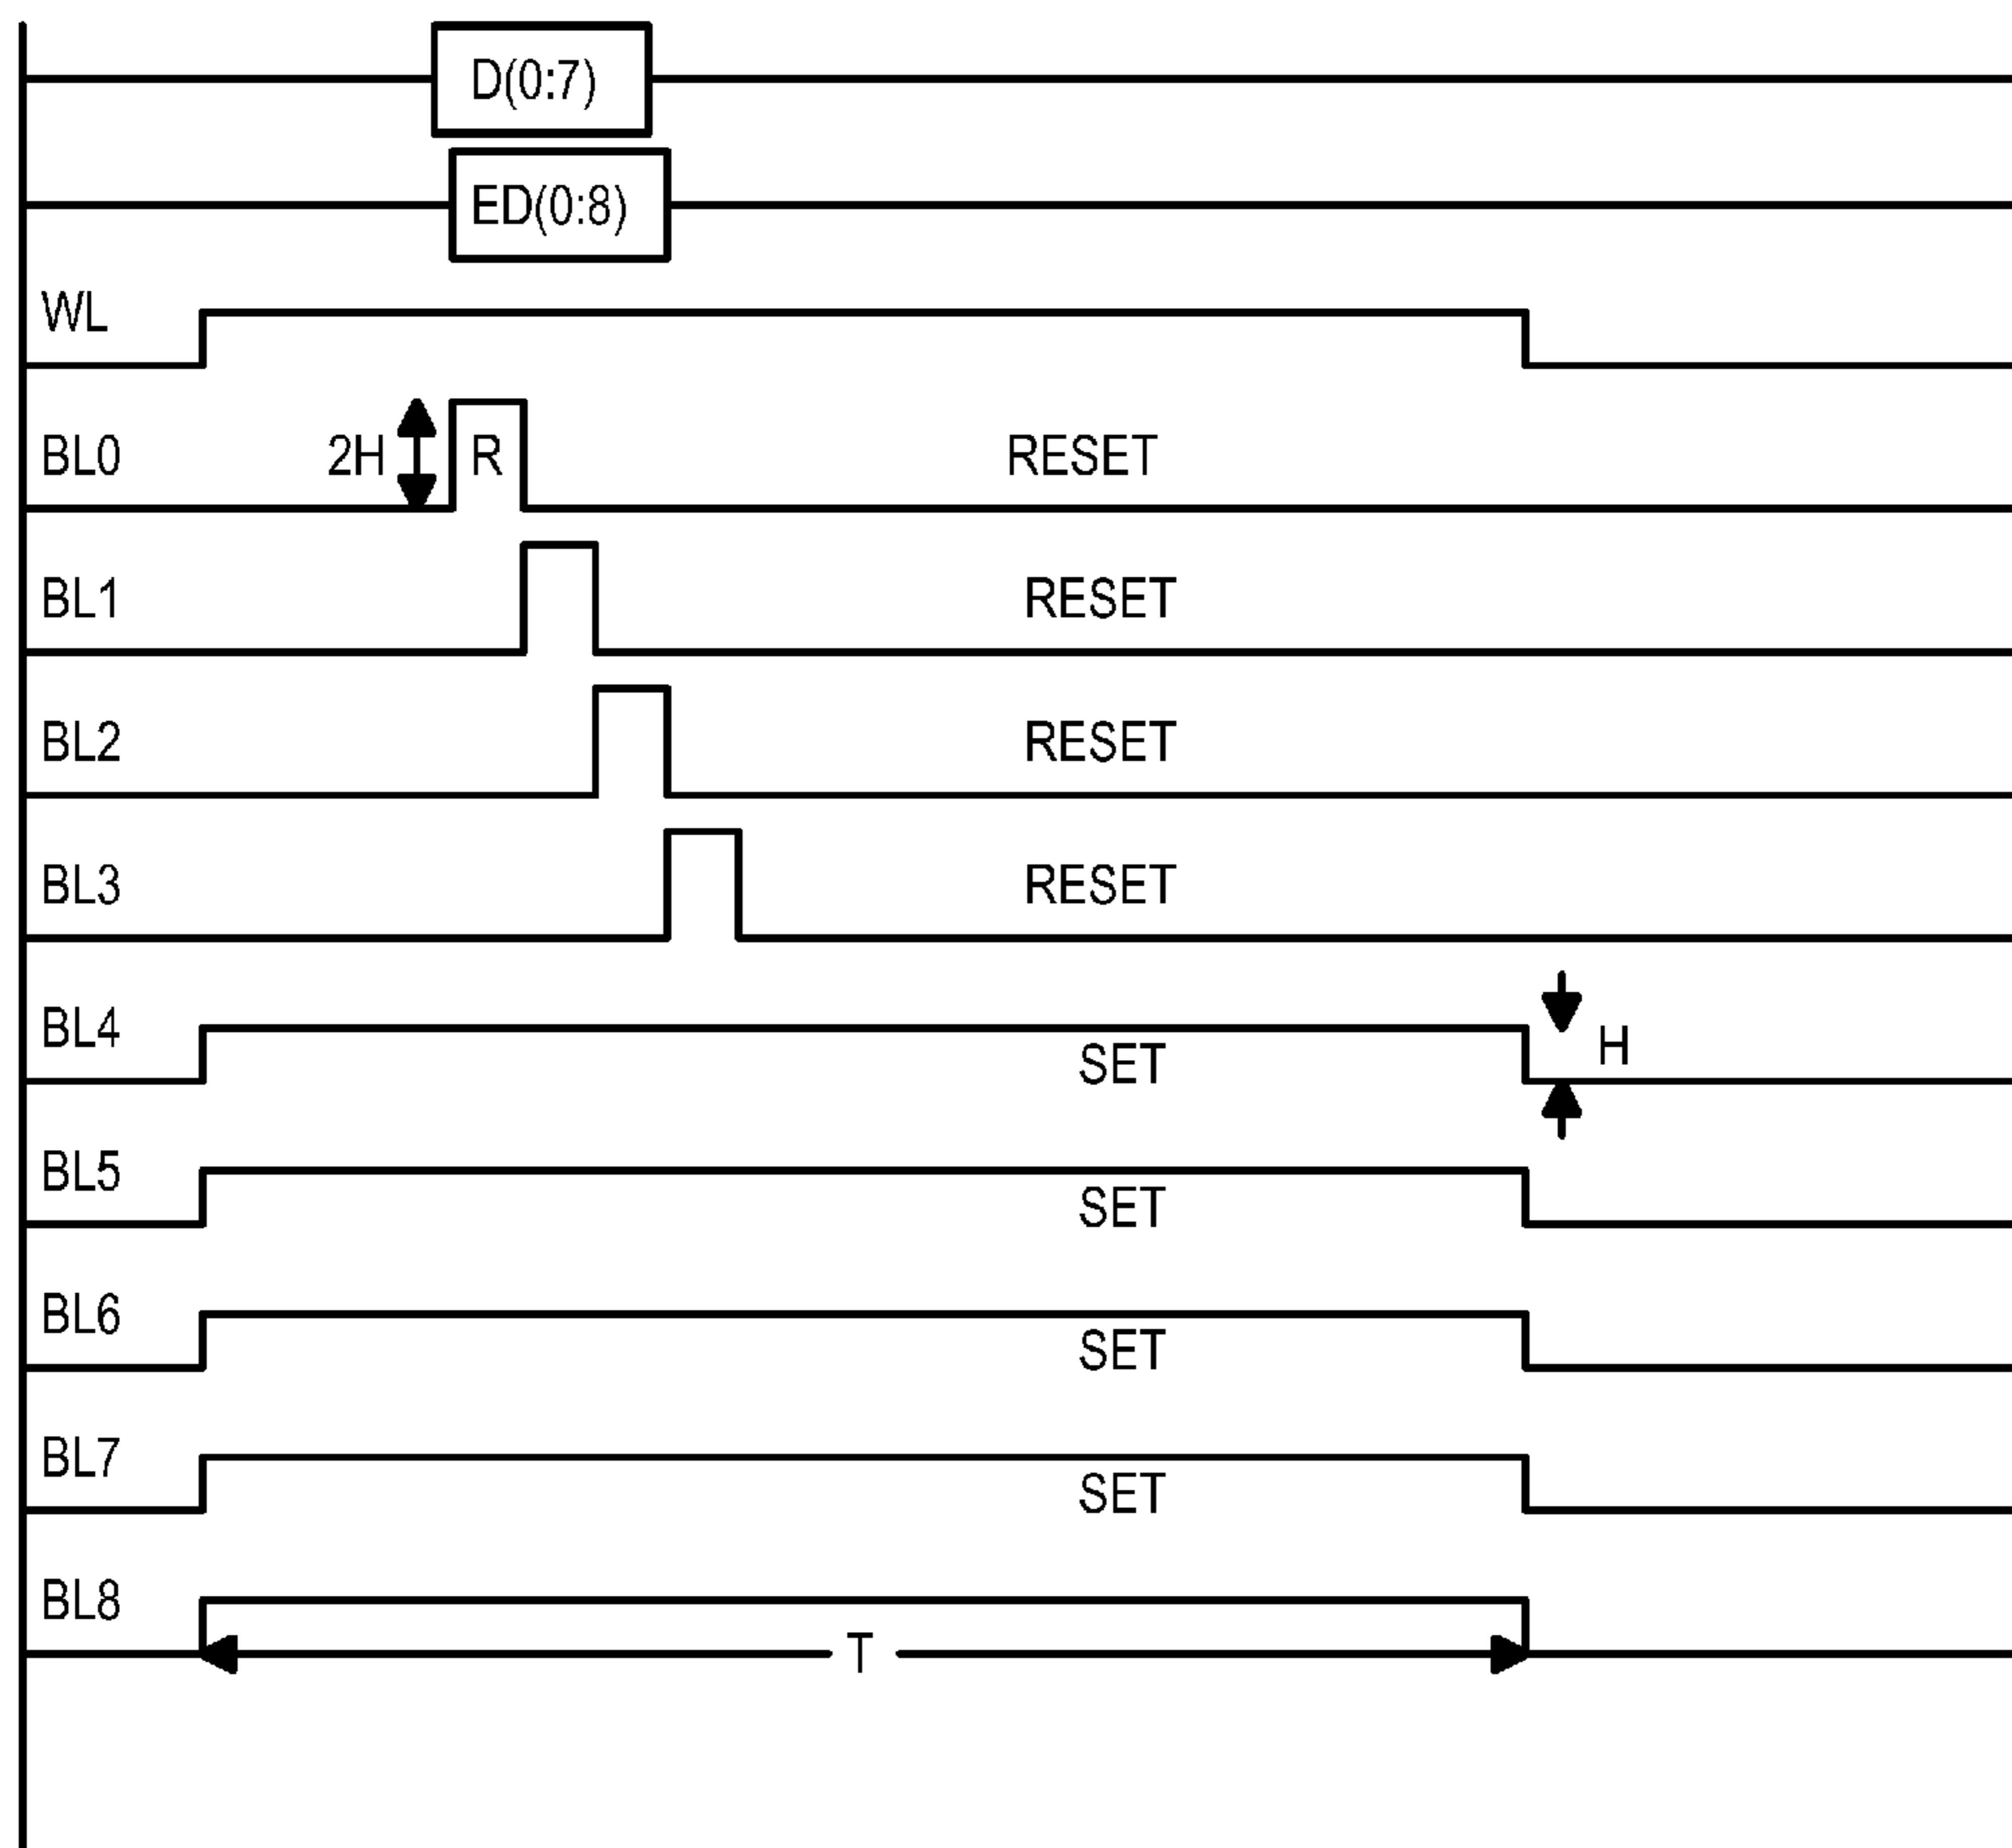 D(0:7)
ED(0:8)
WL
BL0 2H R RESET
BL1 RESET
BL2 RESET
BL3 RESET
BL4 SET H
BL5 SET
BL6 SET
BL7 SET
BL8
T